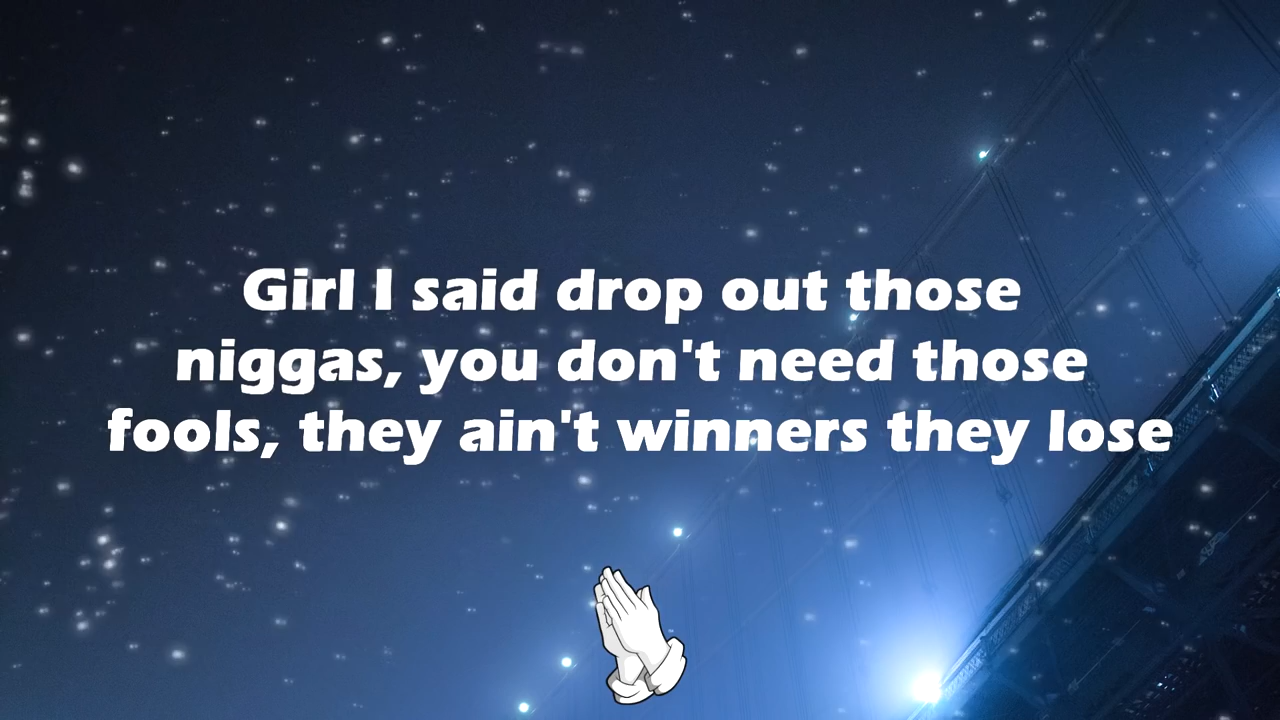 Girl I said drop out those
niggas, you don't need those
fools, they ain't winners they lose